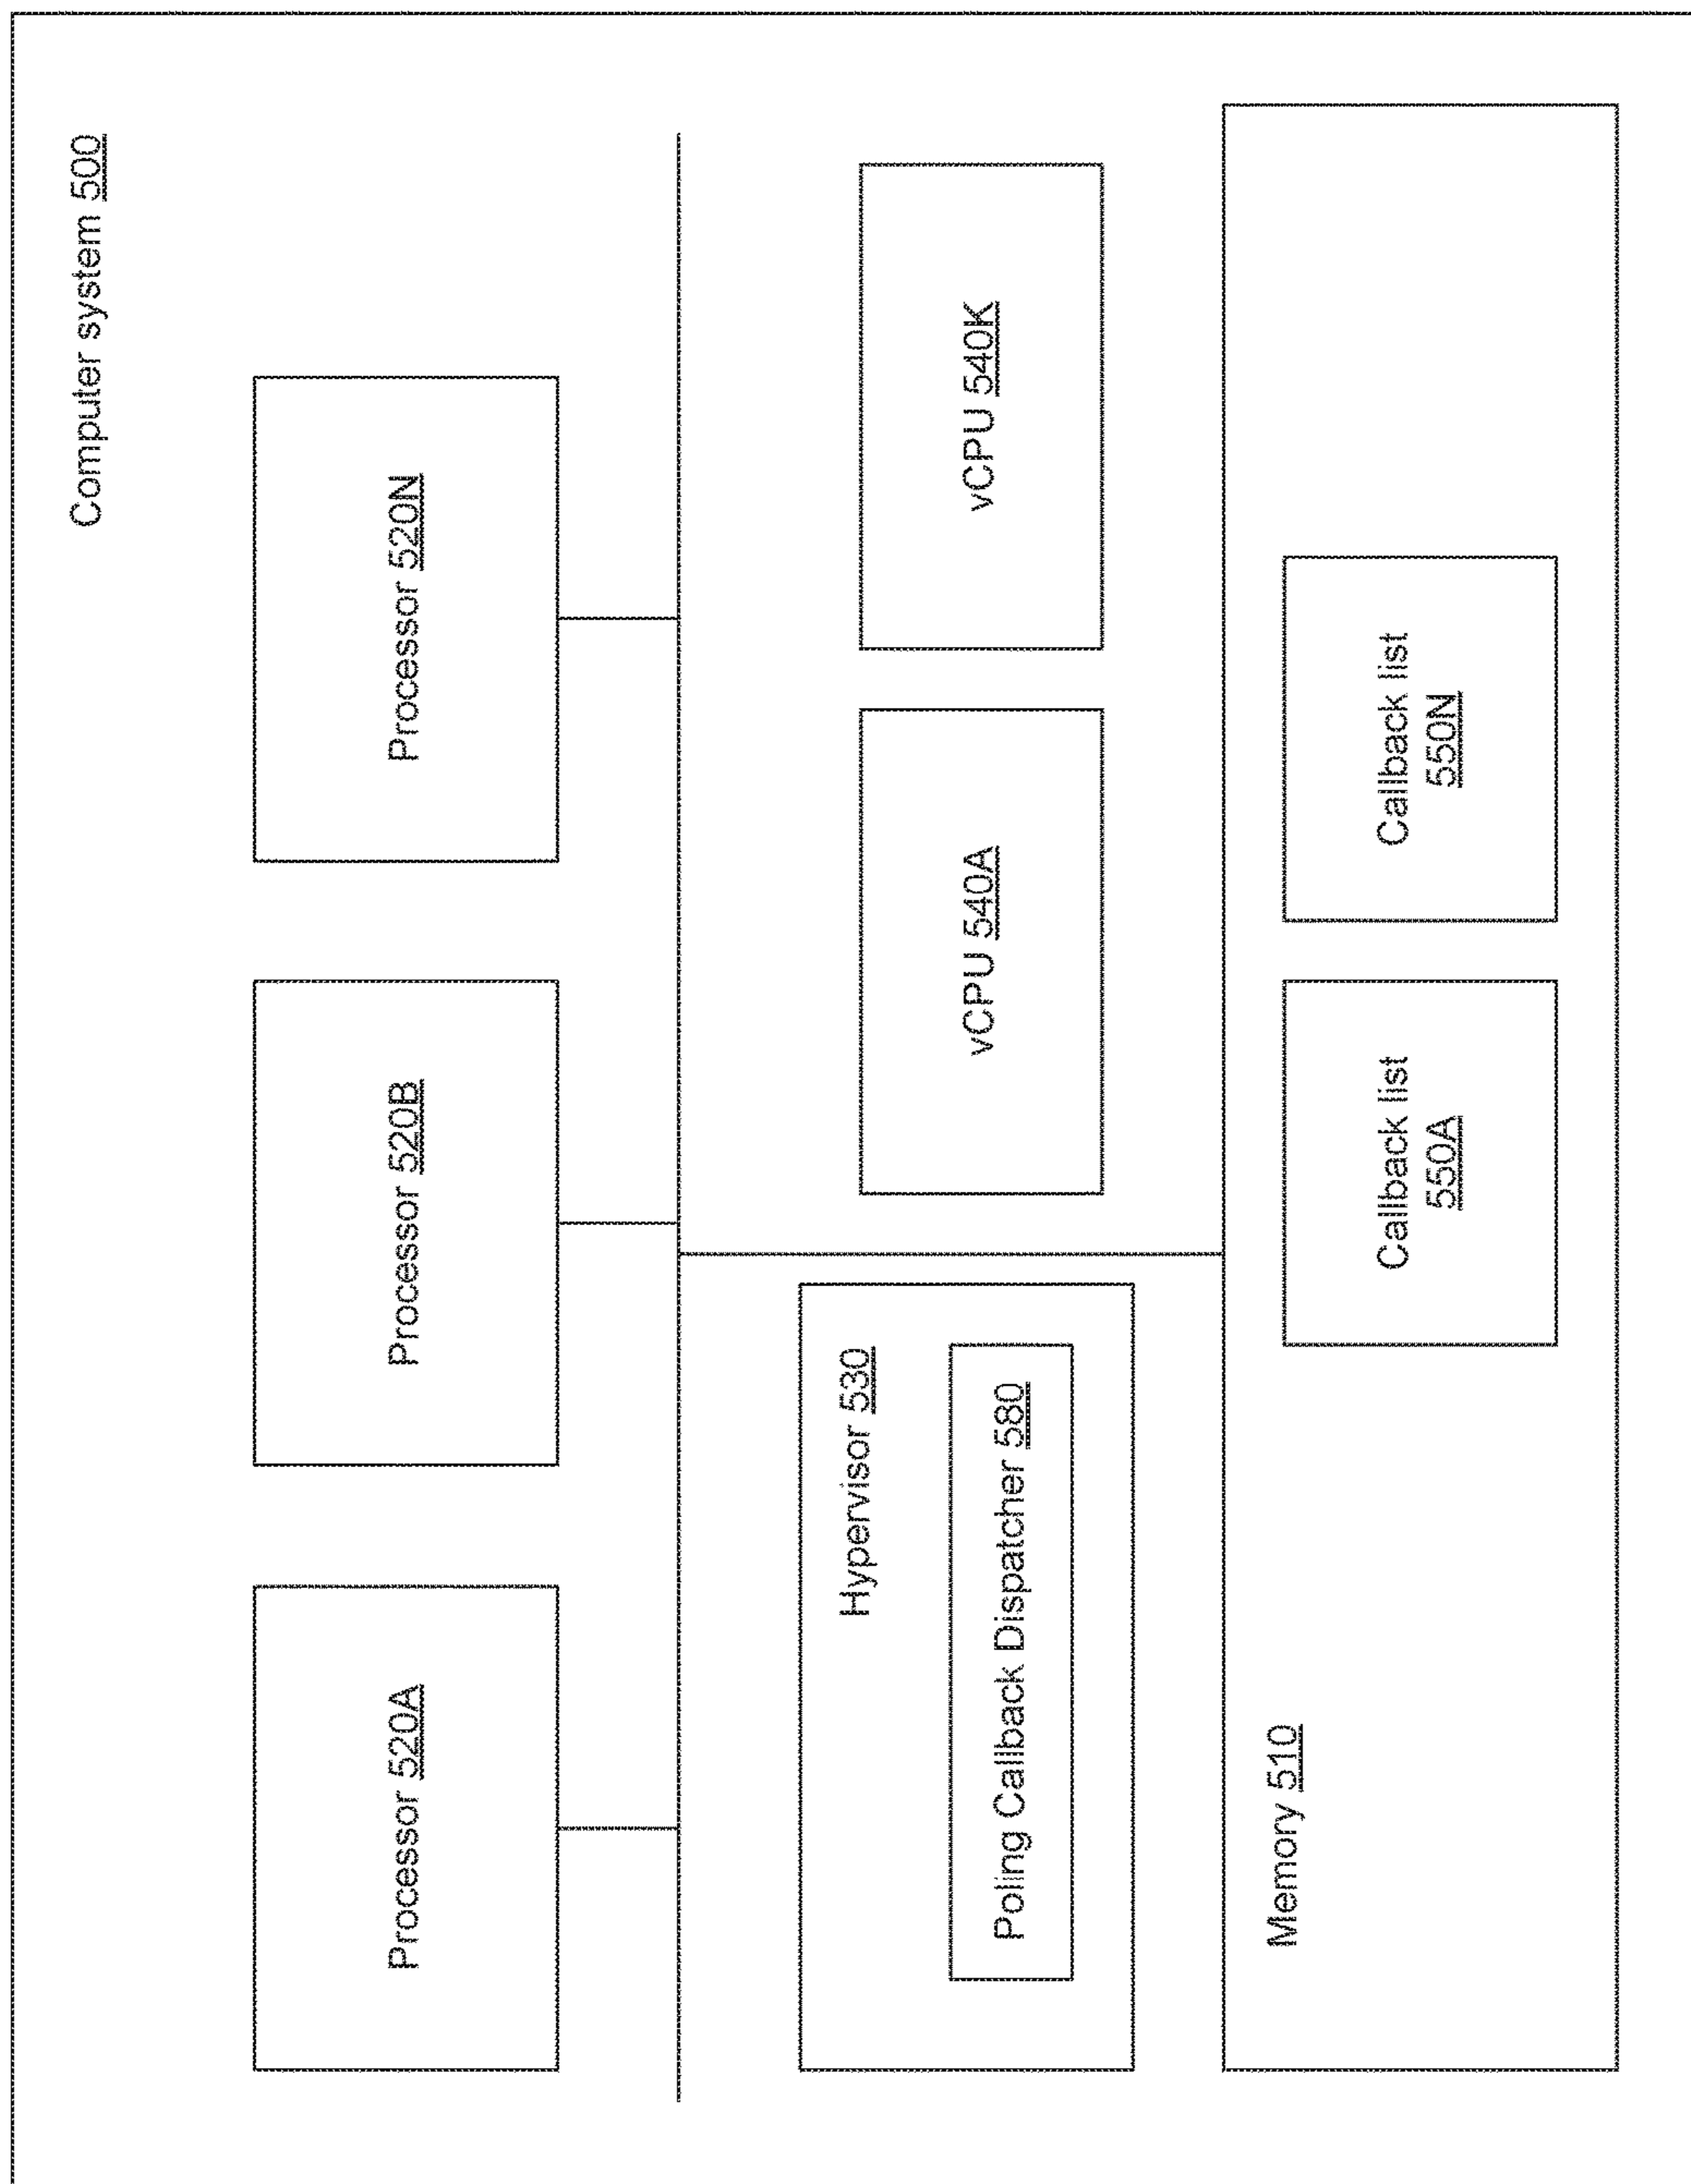 Computer system 500
Processor 520A
Processor 520B
Processor 520N
Hypervisor 530
Poling Callback Dispatcher 580
vCPU 540A
vCPU 540K
Memory 510
Callback list
550A
Callback list
550N